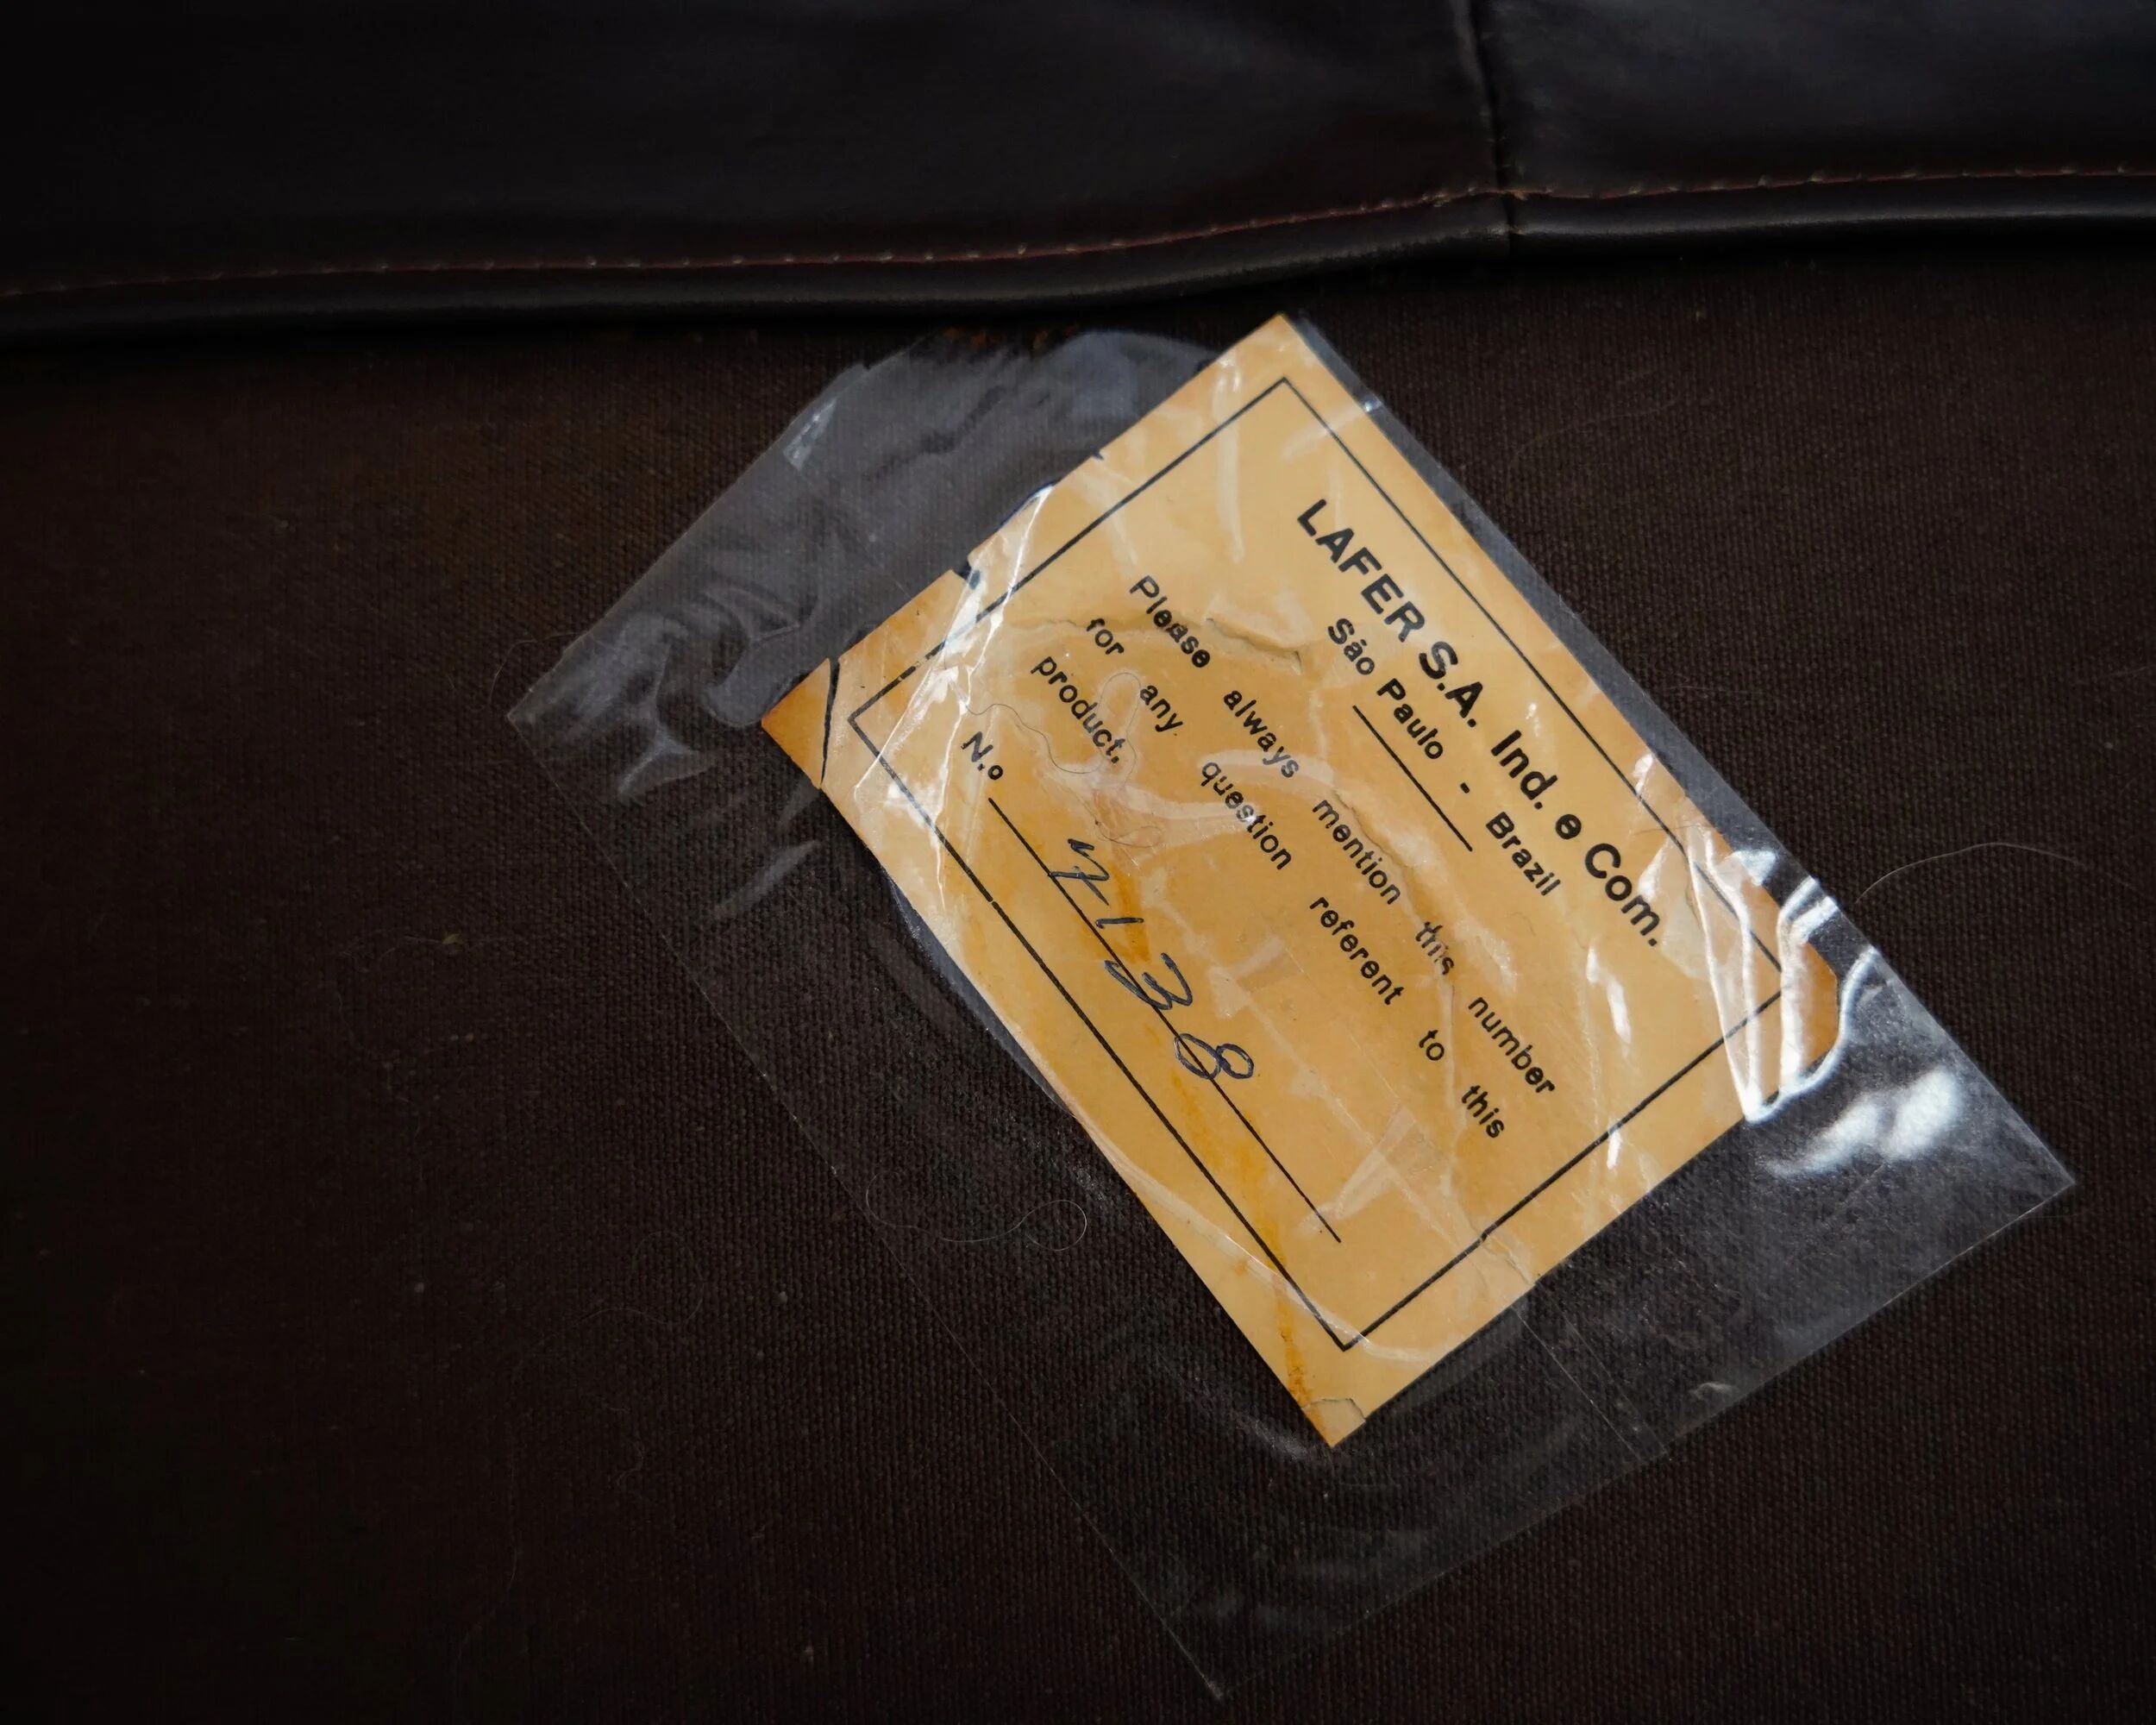 LAFER S.A. Ind. e Com.
São Paulo - Brazil
Please always mention this number
for any question referent to this
product.
N.o 7138